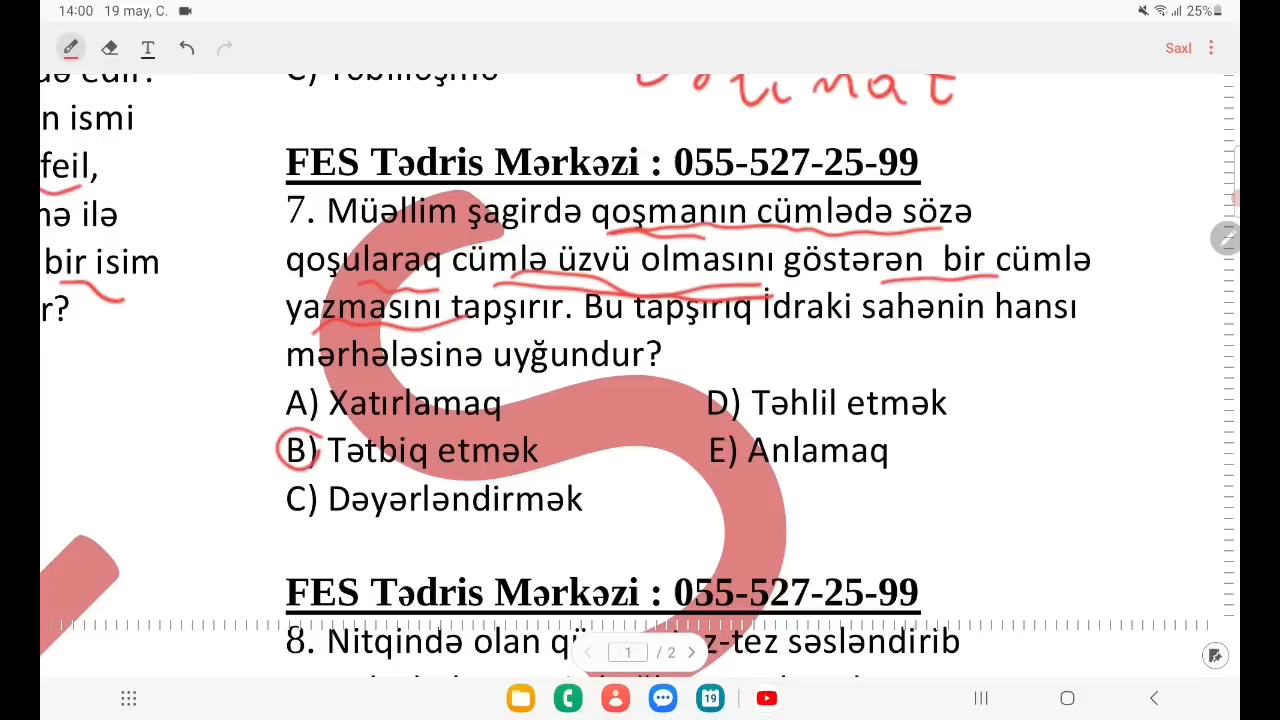 14:00 19 may, C. 25%
T Saxl
n ismi
feil,
ilə
bir isim
r?
FES Tədris Mərkəzi : 055-527-25-99
7. Müəllim şagirdə qoşmanın cümlədə sözə
qoşularaq cümlə üzvü olmasını göstərən bir cümlə
yazmasını tapşırır. Bu tapşırıq İdraki sahənin hansı
mərhələsinə uyğundur?
A) Xatırlamaq D) Təhlil etmək
B) Tətbiq etmək E) Anlamaq
C) Dəyərləndirmək
FES Tədris Mərkəzi : 055-527-25-99
8. Nitqində olan z-tez səsləndirib
1 / 2
19